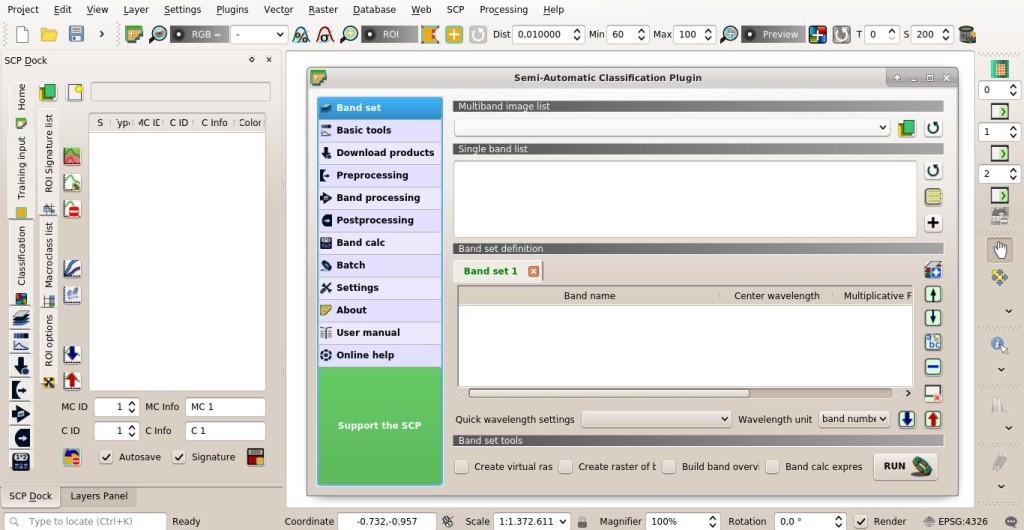 Project Edit View Layer Settings Plugins Vector Raster Database Web SCP Processing Help
RGB = - ROI Dist 0,010000 Min 60 Max 100 Preview T 0 S 200
SCP Dock
Home
Training input
Classification
ROI Signature list
Macroclass list
ROI options
S Type MC ID C ID C Info Color
MC ID 1 MC Info MC 1
C ID 1 C Info C 1
Autosave Signature
SCP Dock Layers Panel
Semi-Automatic Classification Plugin
Band set
Basic tools
Download products
Preprocessing
Band processing
Postprocessing
Band calc
Batch
Settings
About
User manual
Online help
Support the SCP
Multiband image list
Single band list
Band set definition
Band set 1
Band name Center wavelength Multiplicative F
Quick wavelength settings Wavelength unit band numbe
Band set tools
Create virtual ras Create raster of b Build band overvi Band calc expres RUN
0
1
2
Type to locate (Ctrl+K) Ready Coordinate -0.732,-0.957 Scale 1:1.372.611 Magnifier 100% Rotation 0,0 ° Render EPSG:4326